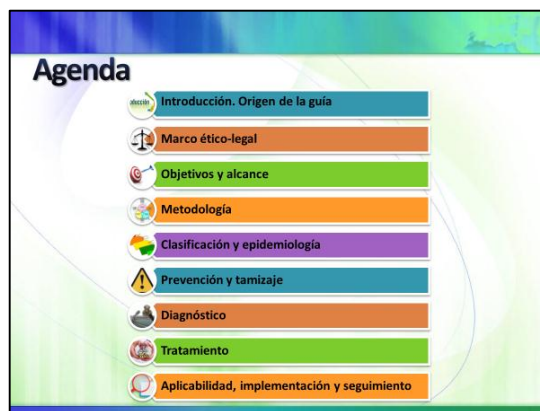 Agenda
Introducción. Origen de la guía
Marco ético-legal
Objetivos y alcance
Metodología
Clasificación y epidemiología
Prevención y tamizaje
Diagnóstico
Tratamiento
Aplicabilidad, implementación y seguimiento